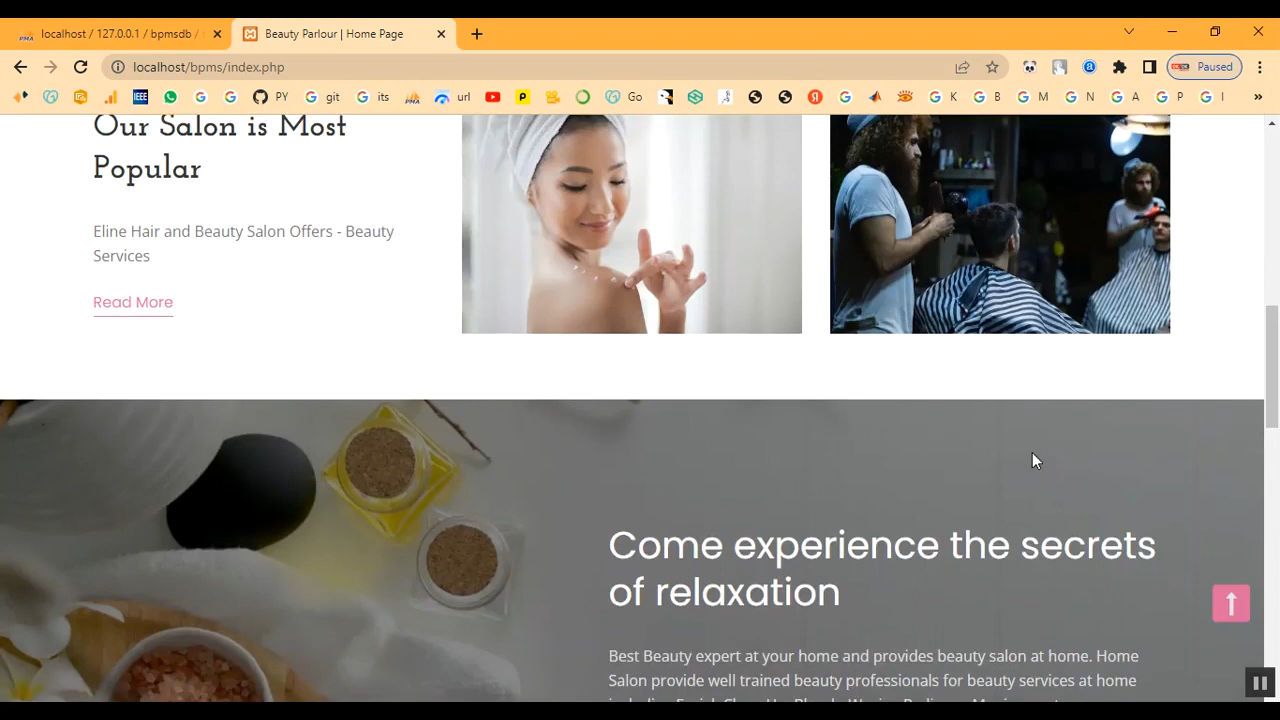 localhost / 127.0.0.1 / bpmsdb /
Beauty Parlour | Home Page
localhost/bpms/index.php
Paused
PY
git
its
url
Go
K
B
M
N
A
P
I
Our Salon is Most
Popular
Eline Hair and Beauty Salon Offers - Beauty
Services
Read More
Come experience the secrets
of relaxation
Best Beauty expert at your home and provides beauty salon at home. Home
Salon provide well trained beauty professionals for beauty services at home